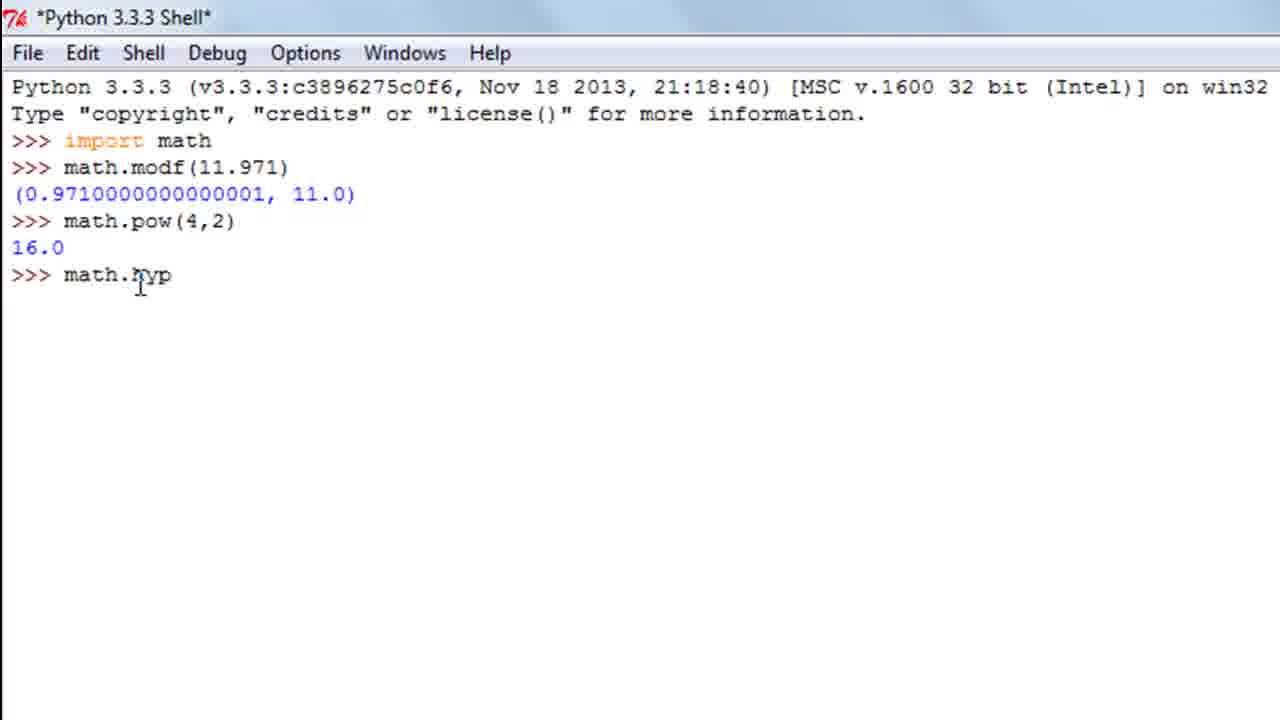 *Python 3.3.3 Shell*
File Edit Shell Debug Options Windows Help
Python 3.3.3 (v3.3.3:c3896275c0f6, Nov 18 2013, 21:18:40) [MSC v.1600 32 bit (Intel)] on win32
Type "copyright", "credits" or "license()" for more information.
>>> import math
>>> math.modf(11.971)
(0.9710000000000001, 11.0)
>>> math.pow(4,2)
16.0
>>> math.hyp